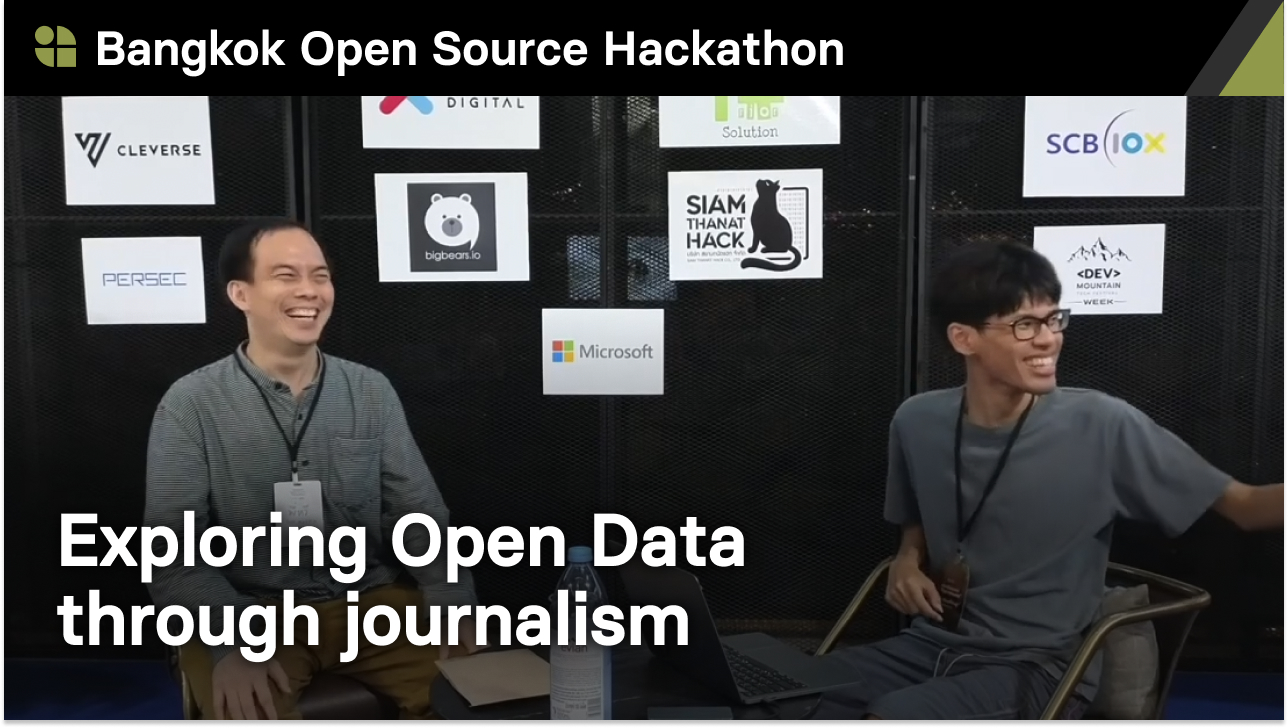 Bangkok Open Source Hackathon
CLEVERSE
DIGITAL
Solution
SCB 10X
PERSEC
bigbears.io
SIAM
THANAT
HACK
<DEV>
MOUNTAIN
WEEK
Microsoft
Exploring Open Data
through journalism